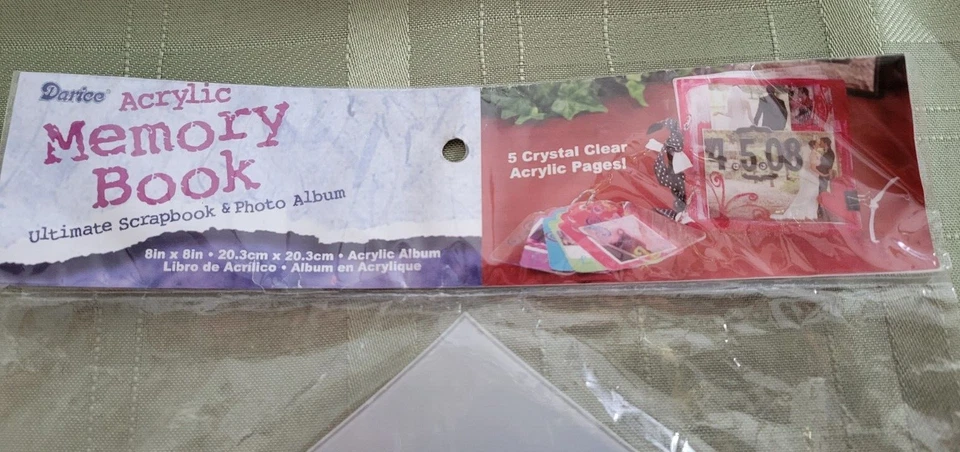 Darice®
Acrylic
Memory
Book
Ultimate Scrapbook & Photo Album
8in x 8in • 20.3cm x 20.3cm • Acrylic Album
Libro de Acrílico • Album en Acrylique
5 Crystal Clear
Acrylic Pages!
4.5.08